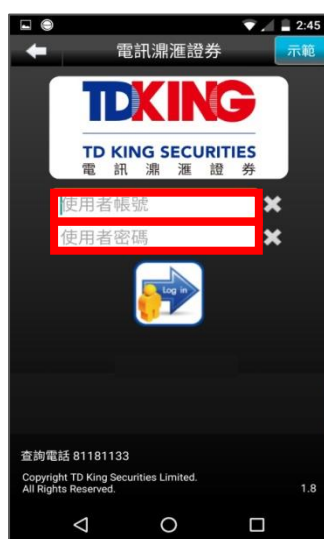 2:45
電訊鼎滙證券
示範
TDKING
TD KING SECURITIES
電訊鼎滙證券
使用者帳號
使用者密碼
Log in
查詢電話 81181133
Copyright TD King Securities Limited.
All Rights Reserved.
1.8